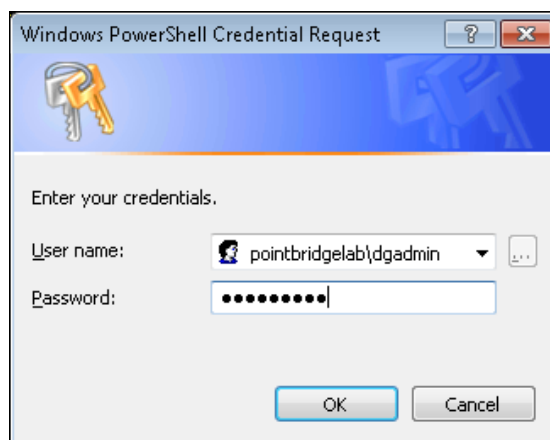 Windows PowerShell Credential Request
Enter your credentials.
User name: pointbridgelab\dgadmin ...
Password: ●●●●●●●●●
OK Cancel